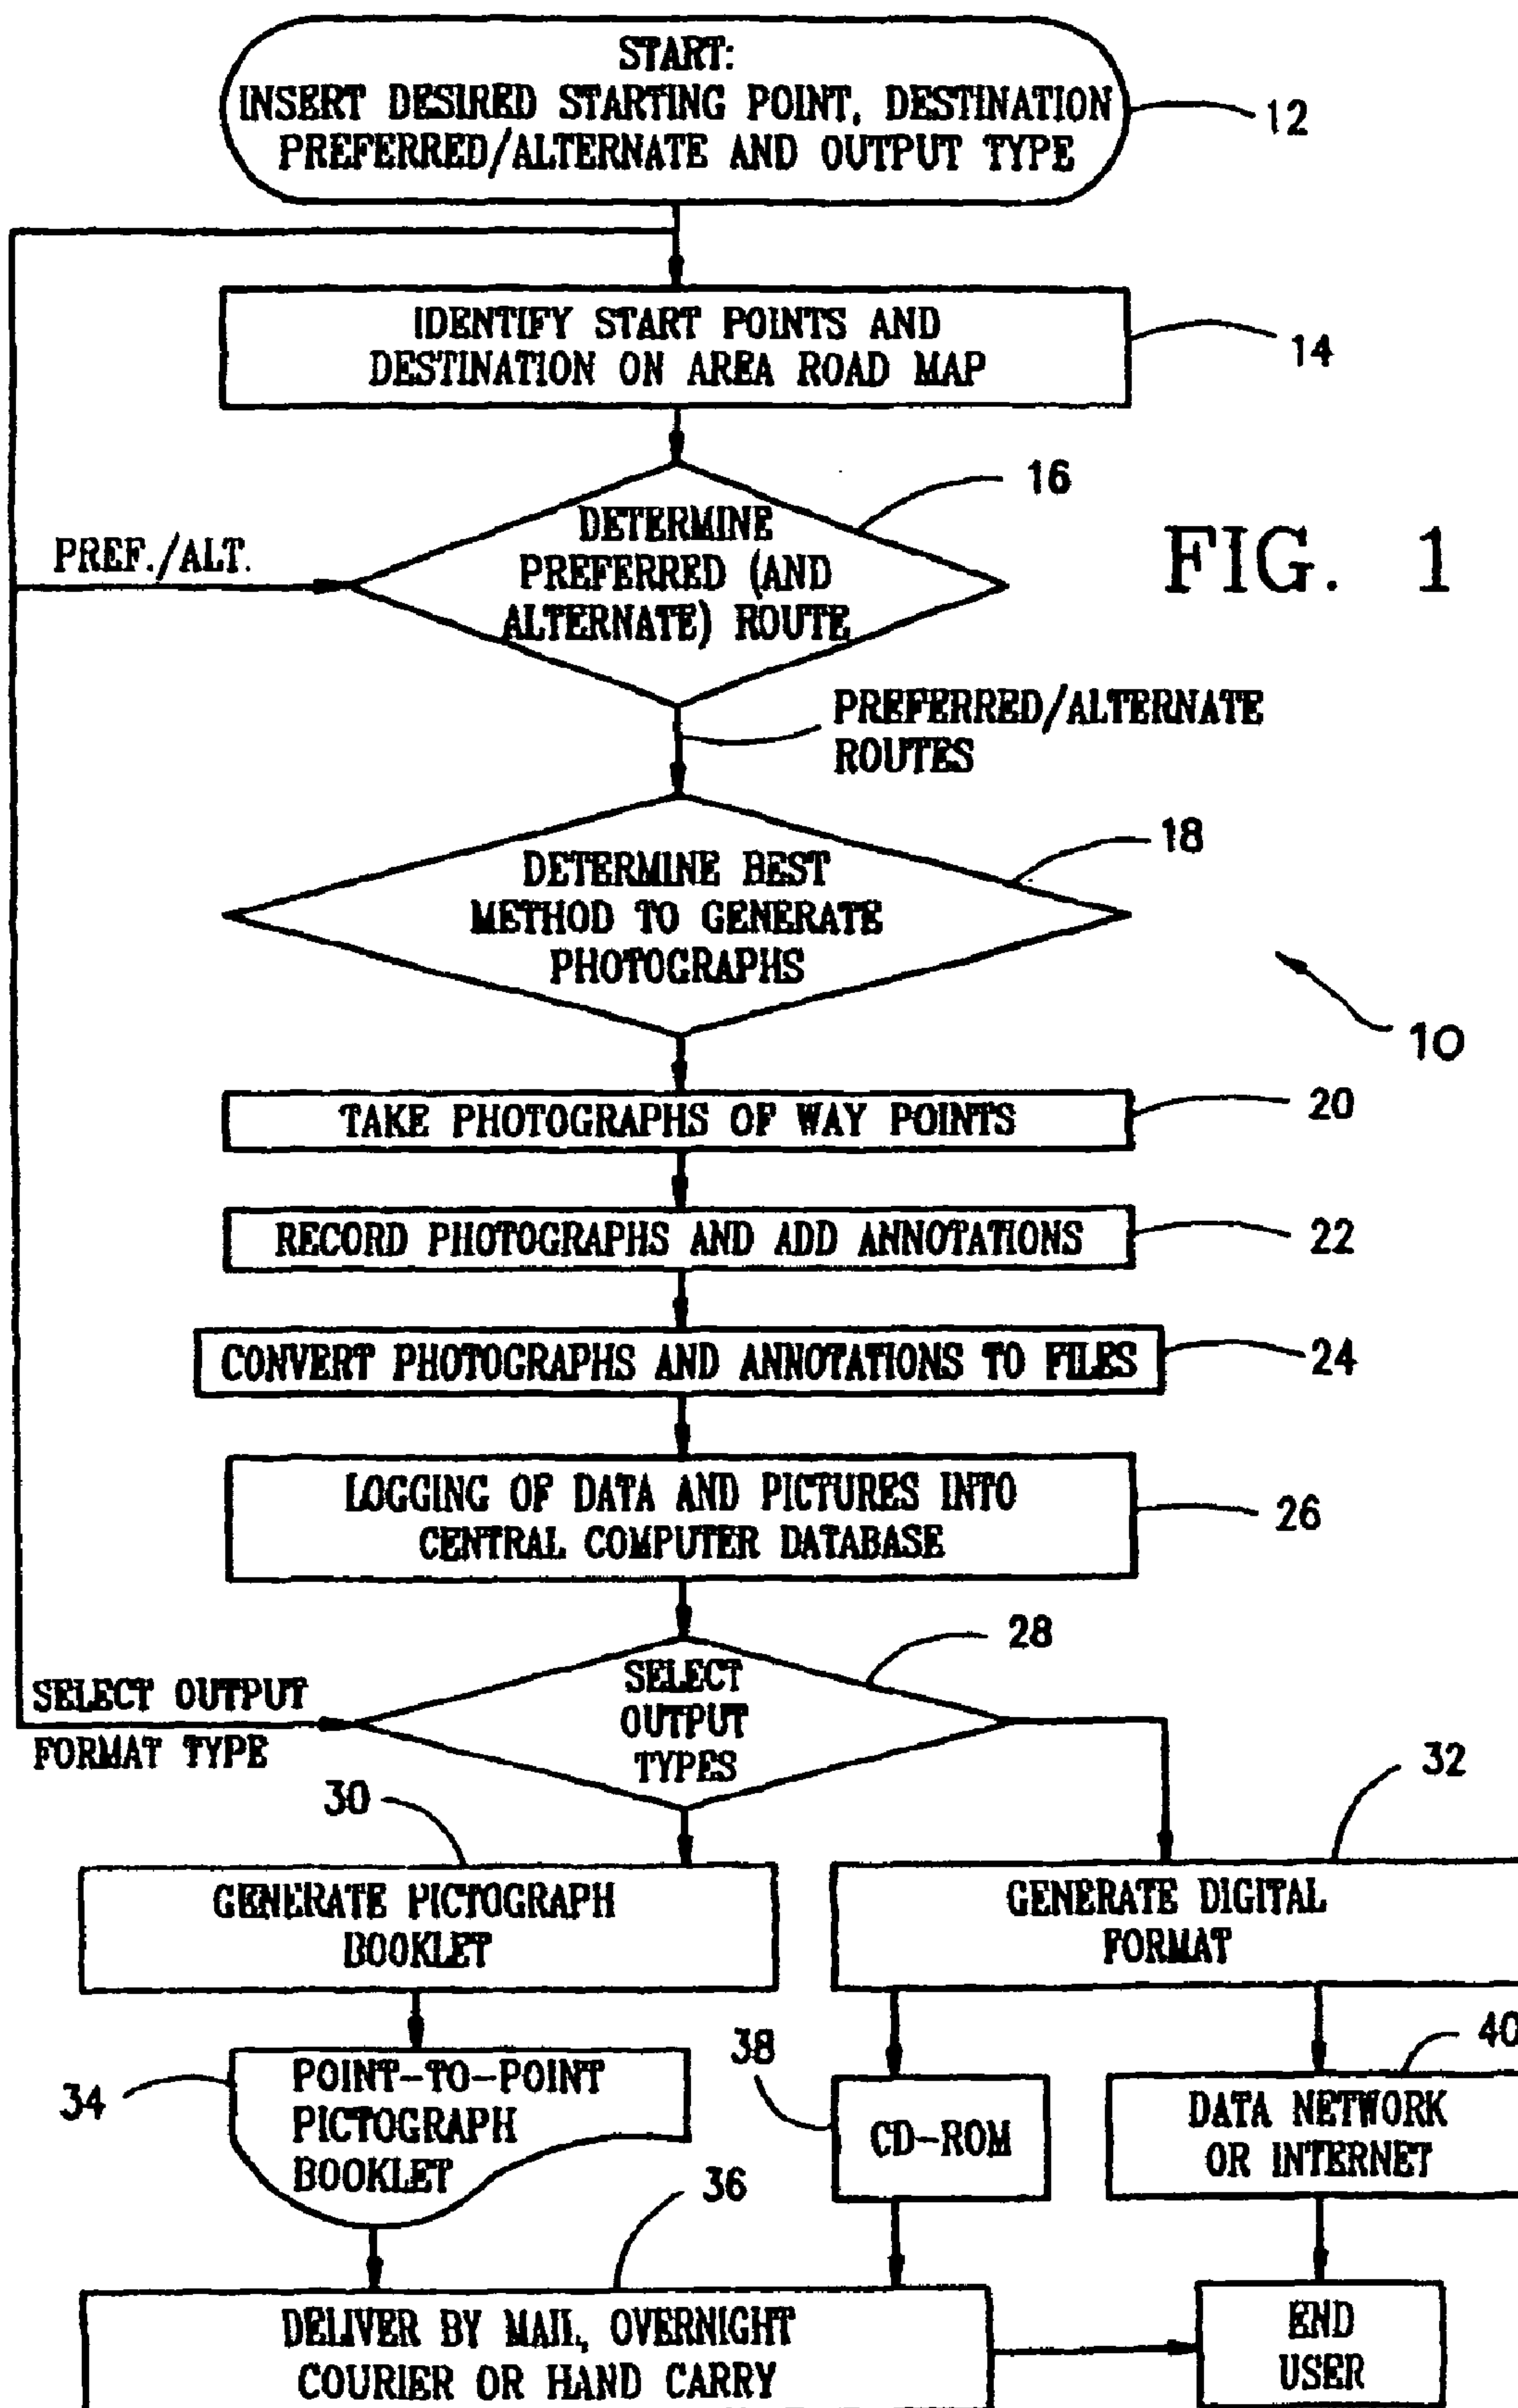 START:
INSERT DESIRED STARTING POINT, DESTINATION
PREFERRED/ALTERNATE AND OUTPUT TYPE
12
IDENTIFY START POINTS AND
DESTINATION ON AREA ROAD MAP
14
16
DETERMINE
PREFERRED (AND
ALTERNATE) ROUTE
PREF./ALT.
FIG. 1
PREFERRED/ALTERNATE
ROUTES
18
DETERMINE BEST
METHOD TO GENERATE
PHOTOGRAPHS
10
TAKE PHOTOGRAPHS OF WAY POINTS
20
RECORD PHOTOGRAPHS AND ADD ANNOTATIONS
22
CONVERT PHOTOGRAPHS AND ANNOTATIONS TO FILES
24
LOGGING OF DATA AND PICTURES INTO
CENTRAL COMPUTER DATABASE
26
28
SELECT
OUTPUT
TYPES
SELECT OUTPUT
FORMAT TYPE
30
32
GENERATE PICTOGRAPH
BOOKLET
GENERATE DIGITAL
FORMAT
34
POINT-TO-POINT
PICTOGRAPH
BOOKLET
38
CD-ROM
40
DATA NETWORK
OR INTERNET
36
DELIVER BY MAIL, OVERNIGHT
COURIER OR HAND CARRY
END
USER